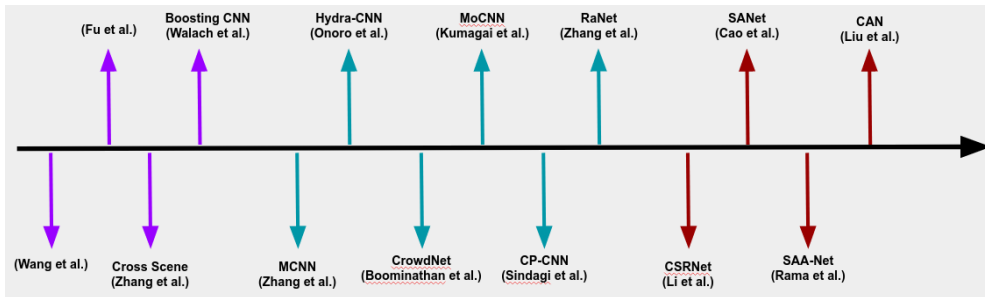 (Fu et al.)
Boosting CNN
(Walach et al.)
Hydra-CNN
(Onoro et al.)
MoCNN
(Kumagai et al.)
RaNet
(Zhang et al.)
SANet
(Cao et al.)
CAN
(Liu et al.)
(Wang et al.)
Cross Scene
(Zhang et al.)
MCNN
(Zhang et al.)
CrowdNet
(Boominathan et al.)
CP-CNN
(Sindagi et al.)
CSRNet
(Li et al.)
SAA-Net
(Rama et al.)